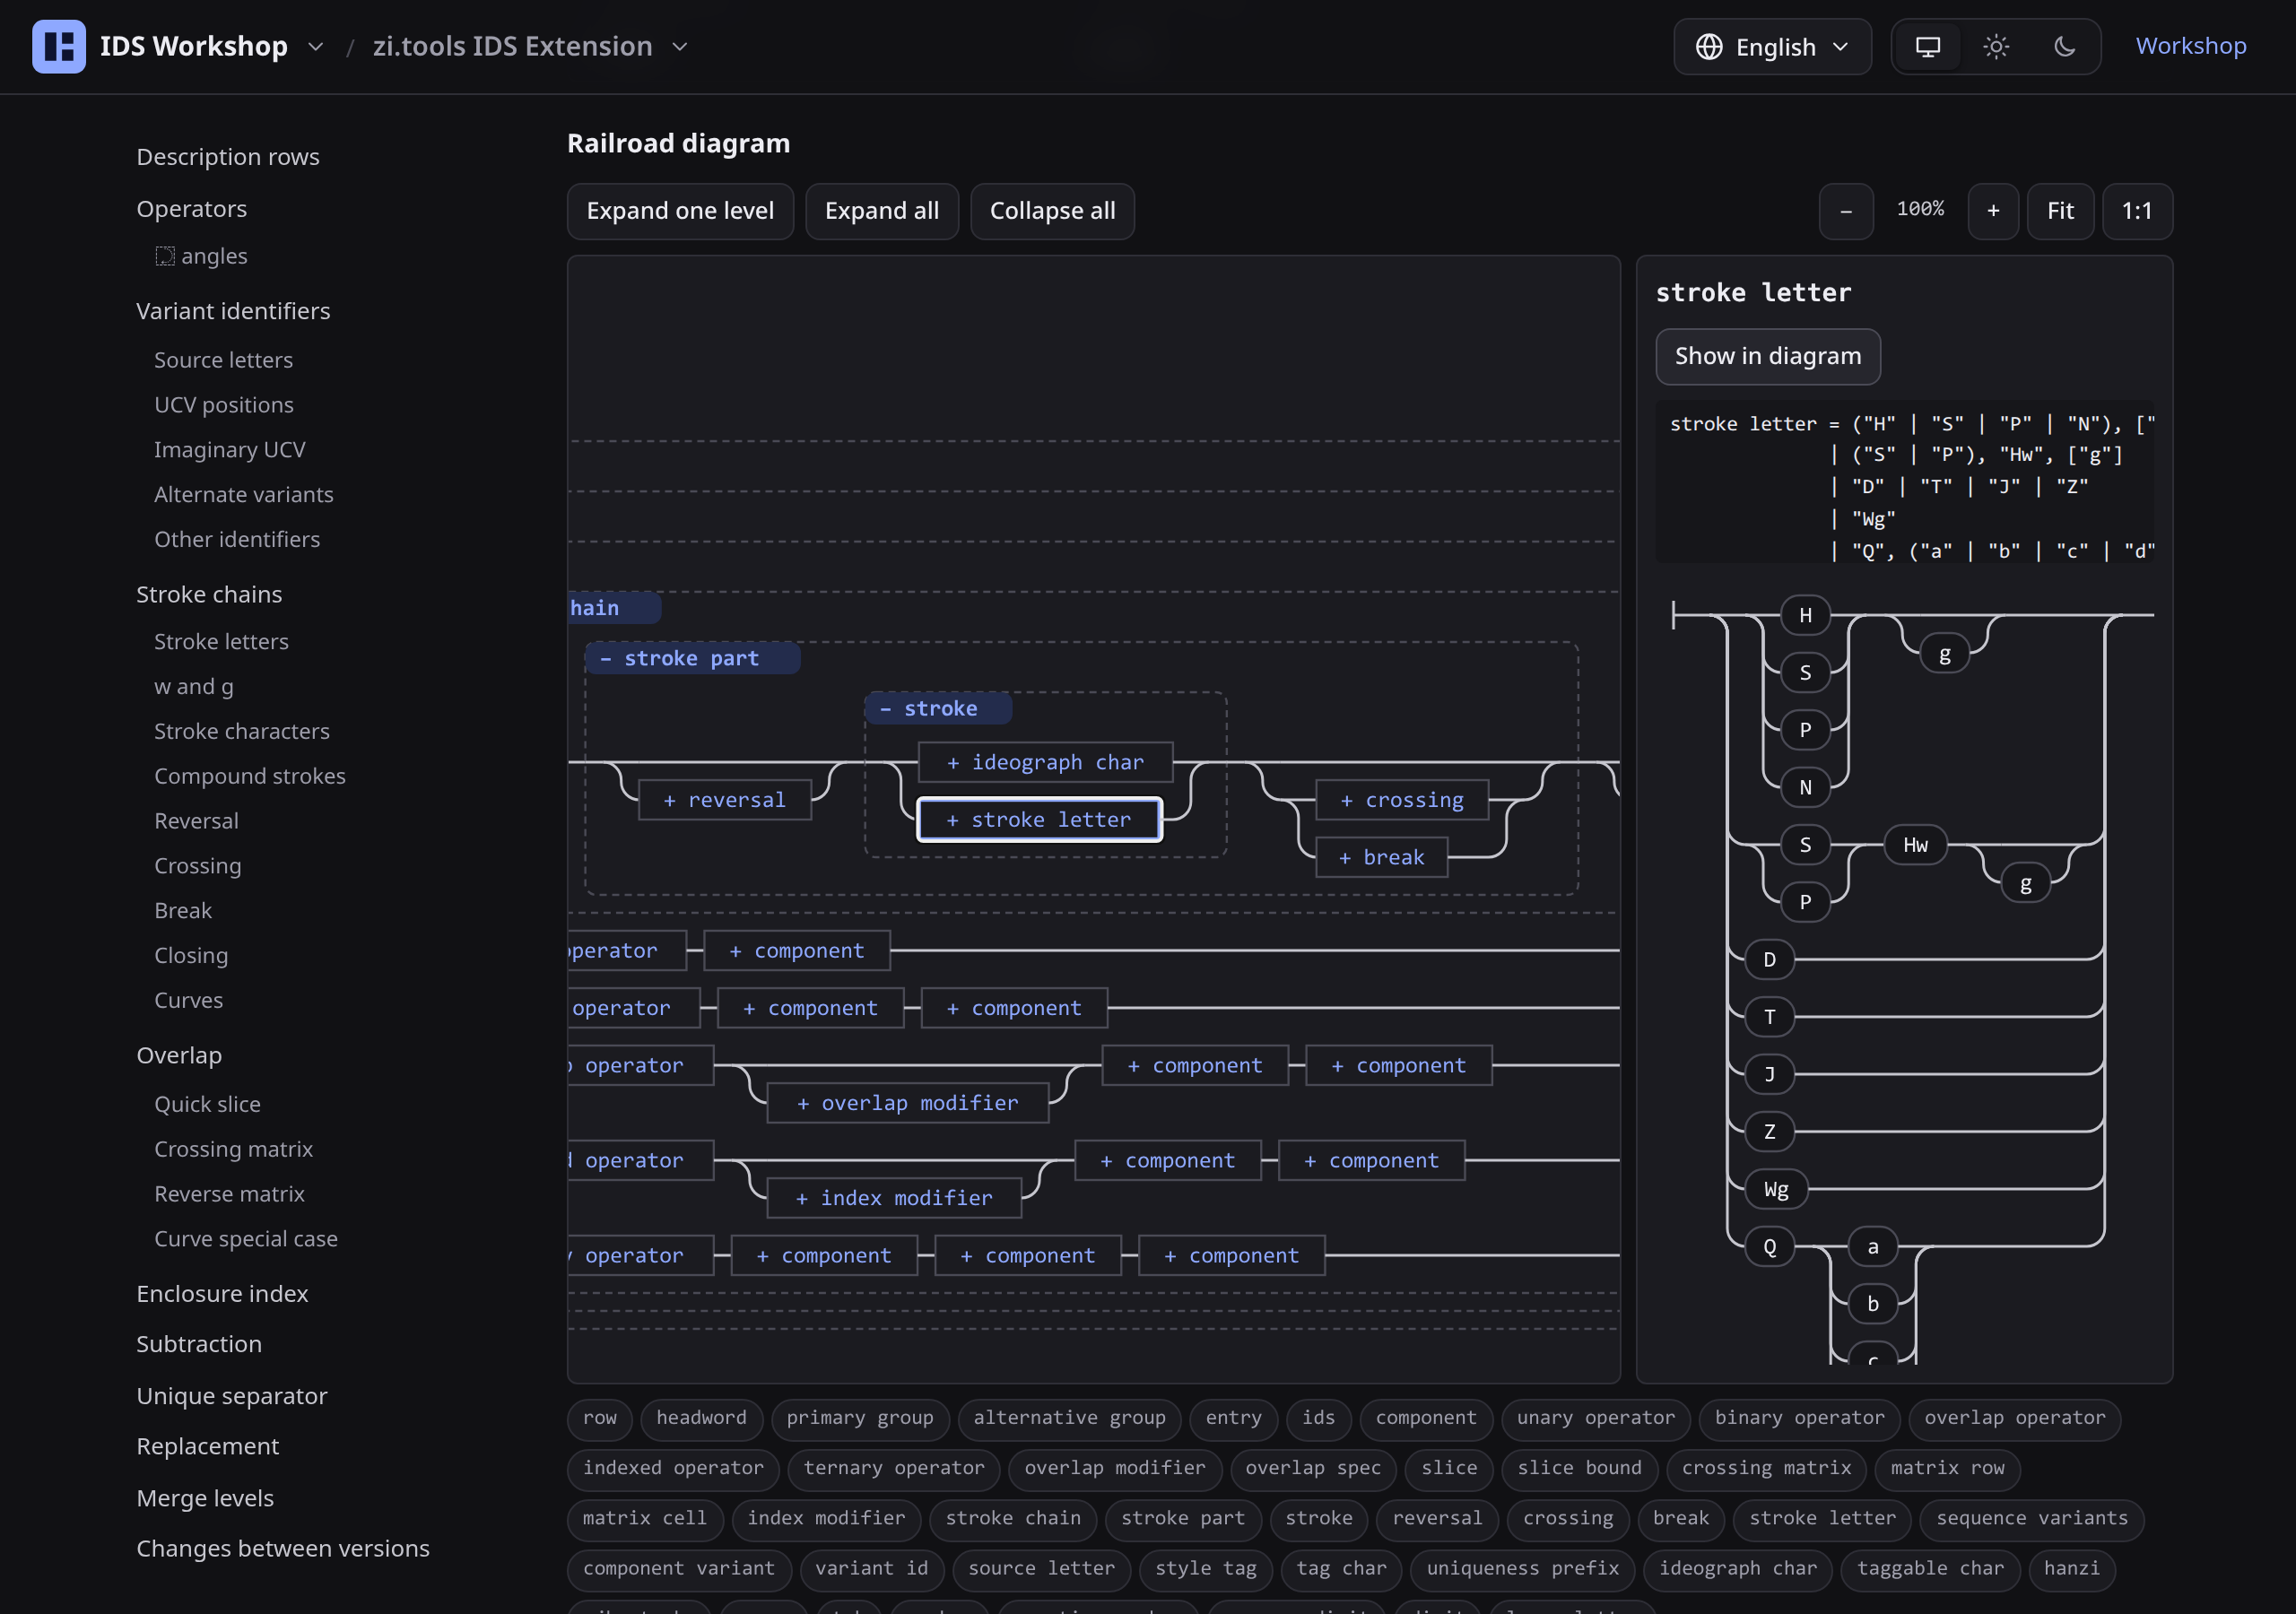 IDS Workshop / zi.tools IDS Extension English Workshop
Description rows
Operators
angles
Variant identifiers
Source letters
UCV positions
Imaginary UCV
Alternate variants
Other identifiers
Stroke chains
Stroke letters
w and g
Stroke characters
Compound strokes
Reversal
Crossing
Break
Closing
Curves
Overlap
Quick slice
Crossing matrix
Reverse matrix
Curve special case
Enclosure index
Subtraction
Unique separator
Replacement
Merge levels
Changes between versions
Railroad diagram
Expand one level Expand all Collapse all − 100% + Fit 1:1
hain
− stroke part
− stroke
+ ideograph char
+ reversal + crossing
+ stroke letter
+ break
operator + component
operator + component + component
operator + component + component
+ overlap modifier
operator + component + component
+ index modifier
operator + component + component + component
stroke letter
Show in diagram
stroke letter = ("H" | "S" | "P" | "N"), ["
| ("S" | "P"), "Hw", ["g"]
| "D" | "T" | "J" | "Z"
| "Wg"
| "Q", ("a" | "b" | "c" | "d"
H
g
S
P
N
S Hw
g
P
D
T
J
Z
Wg
Q a
b
c
row headword primary group alternative group entry ids component unary operator binary operator overlap operator
indexed operator ternary operator overlap modifier overlap spec slice slice bound crossing matrix matrix row
matrix cell index modifier stroke chain stroke part stroke reversal crossing break stroke letter sequence variants
component variant variant id source letter style tag tag char uniqueness prefix ideograph char taggable char hanzi